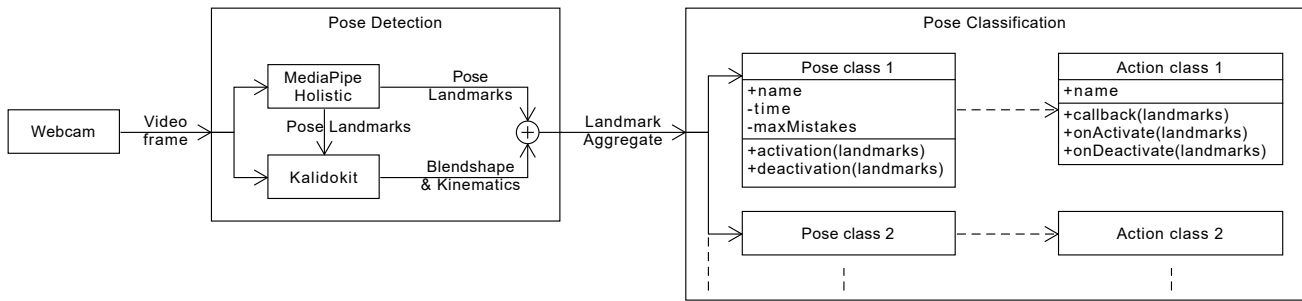 Pose Detection
Pose Classification
Webcam
Video
frame
MediaPipe
Holistic
Pose
Landmarks
Pose Landmarks
Kalidokit
Blendshape
& Kinematics
+
Landmark
Aggregate
Pose class 1
+name
-time
-maxMistakes
+activation(landmarks)
+deactivation(landmarks)
Action class 1
+name
+callback(landmarks)
+onActivate(landmarks)
+onDeactivate(landmarks)
Pose class 2
Action class 2